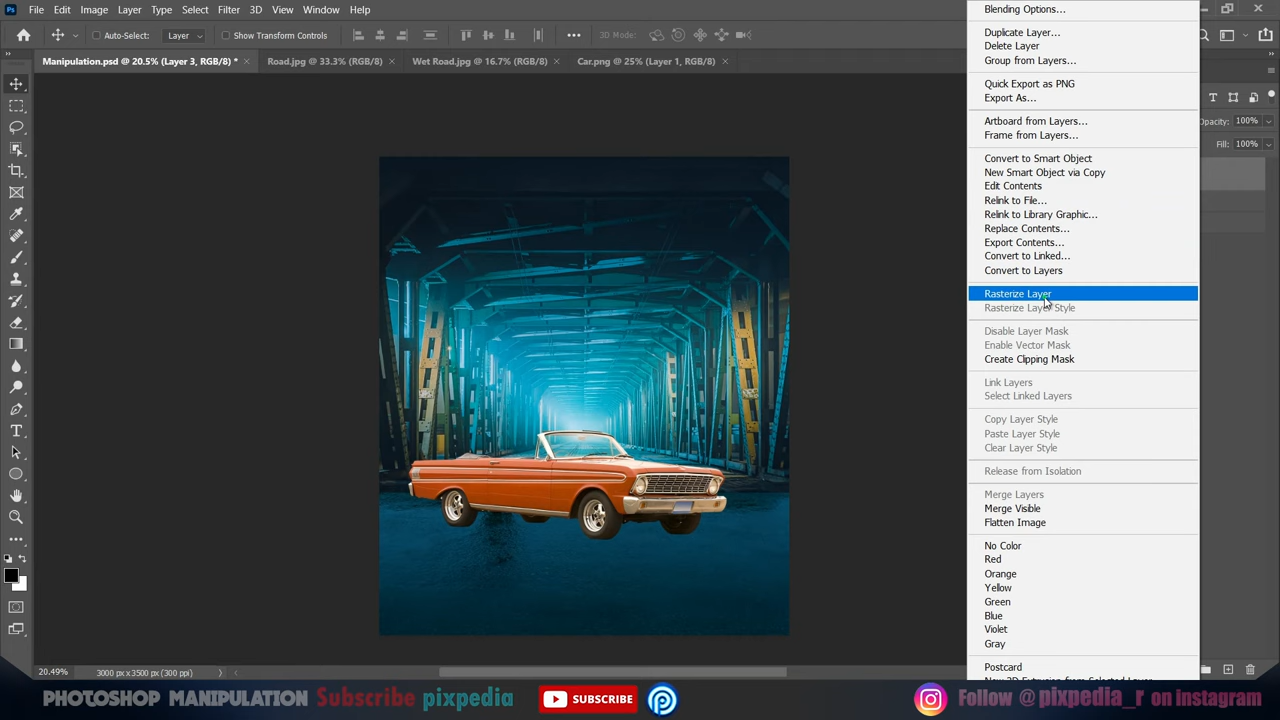 Ps File Edit Image Layer Type Select Filter 3D View Window Help
Auto-Select: Layer Show Transform Controls 3D Mode:
Manipulation.psd @ 20.5% (Layer 3, RGB/8) * Road.jpg @ 33.3% (RGB/8) Wet Road.jpg @ 16.7% (RGB/8) Car.png @ 25% (Layer 1, RGB/8)
Blending Options...
Duplicate Layer...
Delete Layer
Group from Layers...
Quick Export as PNG
Export As...
Artboard from Layers...
Frame from Layers...
Convert to Smart Object
New Smart Object via Copy
Edit Contents
Relink to File...
Relink to Library Graphic...
Replace Contents...
Export Contents...
Convert to Linked...
Convert to Layers
Rasterize Layer
Rasterize Layer Style
Disable Layer Mask
Enable Vector Mask
Create Clipping Mask
Link Layers
Select Linked Layers
Copy Layer Style
Paste Layer Style
Clear Layer Style
Release from Isolation
Merge Layers
Merge Visible
Flatten Image
No Color
Red
Orange
Yellow
Green
Blue
Violet
Gray
Postcard
New 3D Extrusion from Selected Layer
Opacity: 100%
Fill: 100%
20.49% 3000 px x 3500 px (300 ppi)
PHOTOSHOP MANIPULATION Subscribe pixpedia SUBSCRIBE Follow @pixpedia_r on instagram